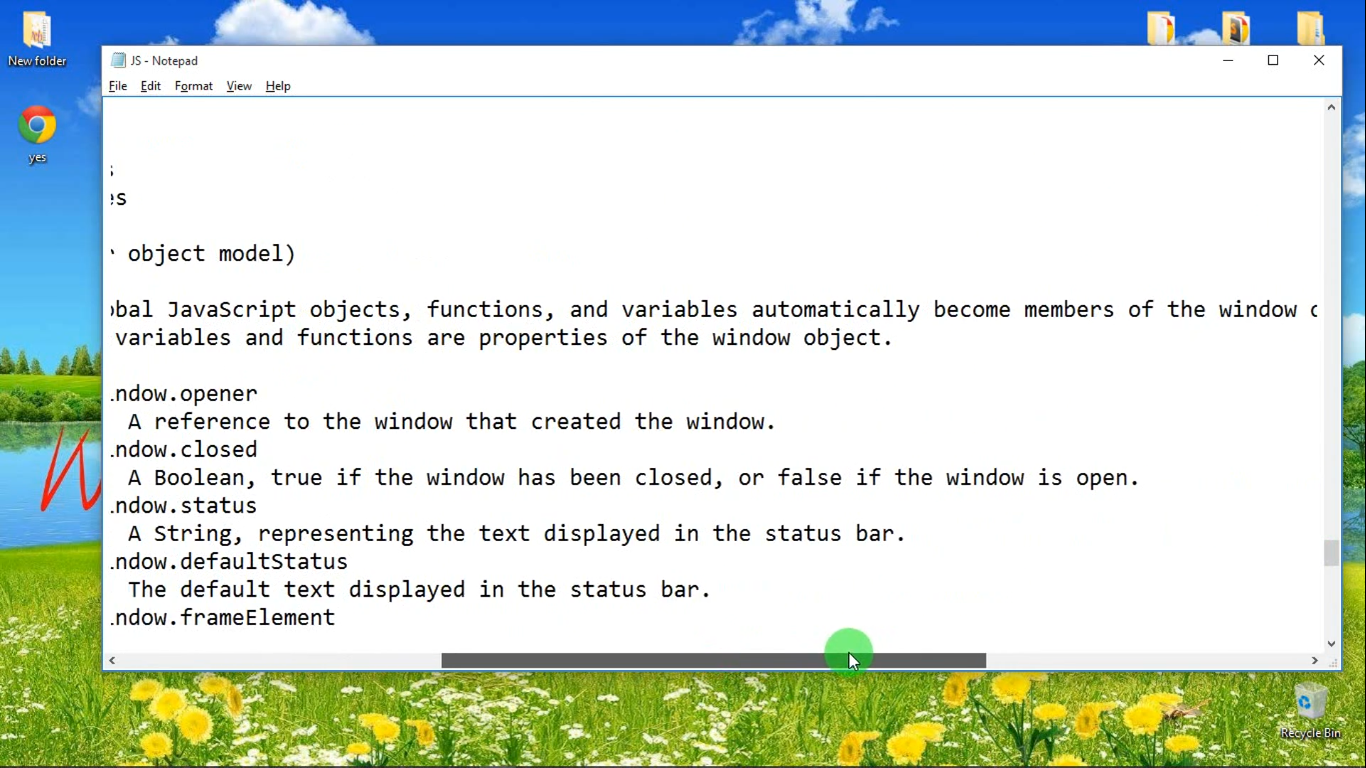 New folder
yes
JS - Notepad
File Edit Format View Help
es
object model)
JavaScript objects, functions, and variables automatically become members of the window
variables and functions are properties of the window object.
ndow.opener
A reference to the window that created the window.
ndow.closed
A Boolean, true if the window has been closed, or false if the window is open.
ndow.status
A String, representing the text displayed in the status bar.
ndow.defaultStatus
The default text displayed in the status bar.
ndow.frameElement
Recycle Bin